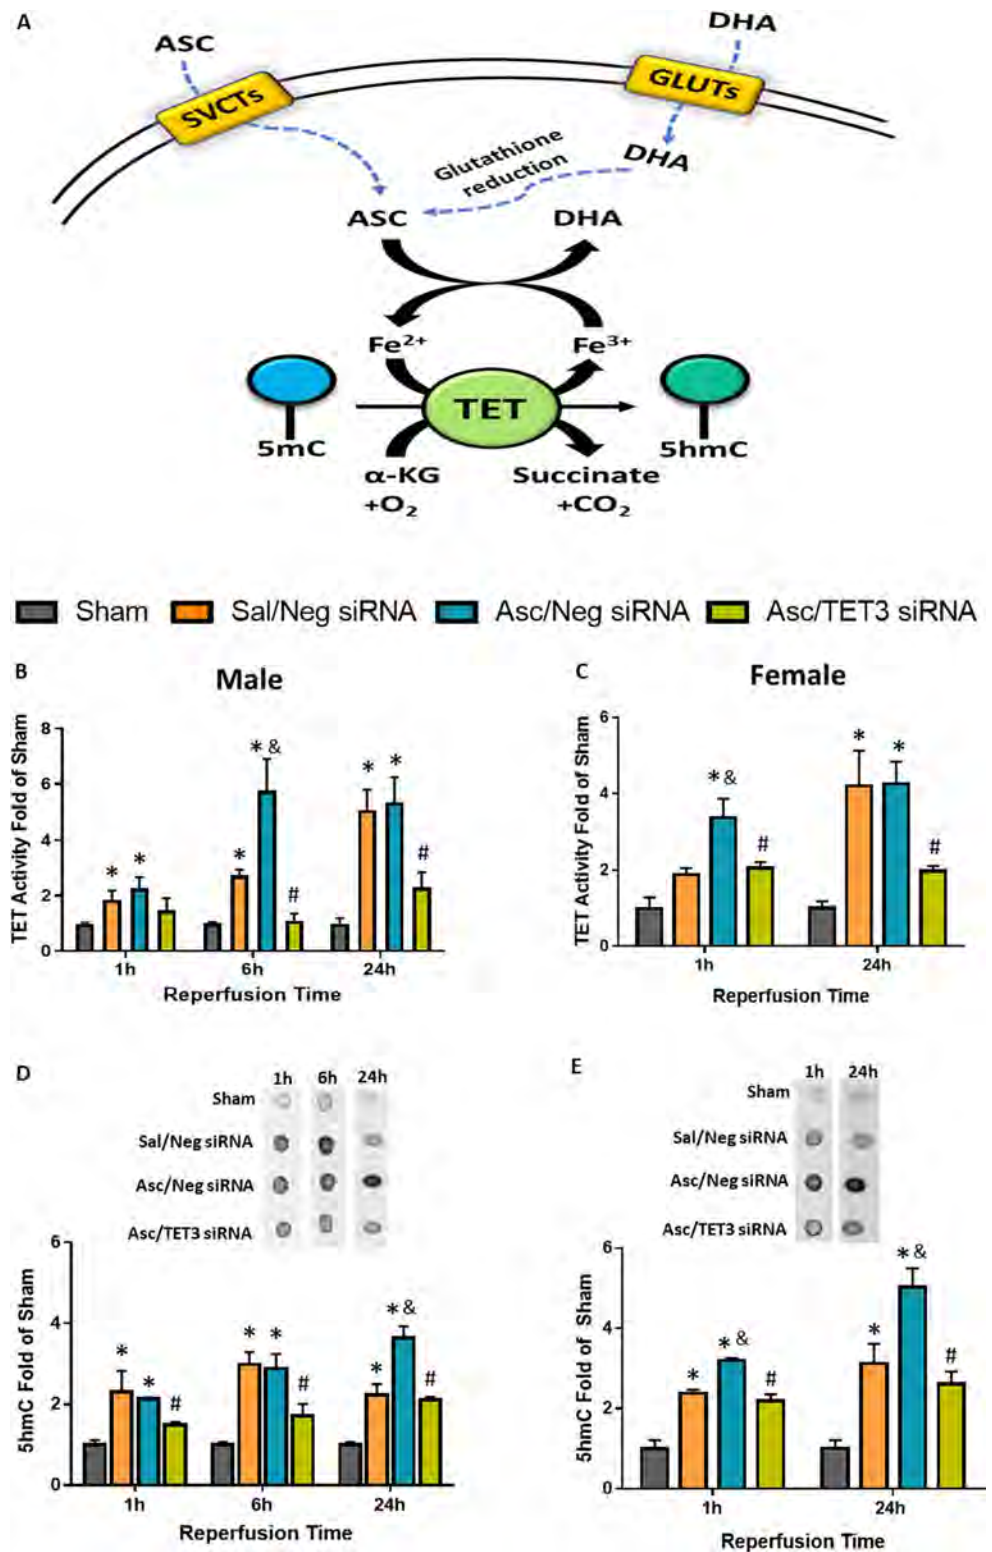 A
ASC
DHA
SVCTs
GLUTs
Glutathione
reduction
DHA
ASC
DHA
Fe²⁺
Fe³⁺
TET
5mC
5hmC
α-KG
+O₂
Succinate
+CO₂
Sham
Sal/Neg siRNA
Asc/Neg siRNA
Asc/TET3 siRNA
B
Male
TET Activity Fold of Sham
8
6
4
2
0
* *
*
* &
#
* *
#
1h 6h 24h
Reperfusion Time
C
Female
TET Activity Fold of Sham
6
4
2
0
* &
#
* *
#
1h 24h
Reperfusion Time
D
1h 6h 24h
Sham
Sal/Neg siRNA
Asc/Neg siRNA
Asc/TET3 siRNA
5hmC Fold of Sham
6
4
2
0
* * #
* * #
* * & #
1h 6h 24h
Reperfusion Time
E
1h 24h
Sham
Sal/Neg siRNA
Asc/Neg siRNA
Asc/TET3 siRNA
5hmC Fold of Sham
6
4
2
0
* * & #
* * & #
1h 24h
Reperfusion Time